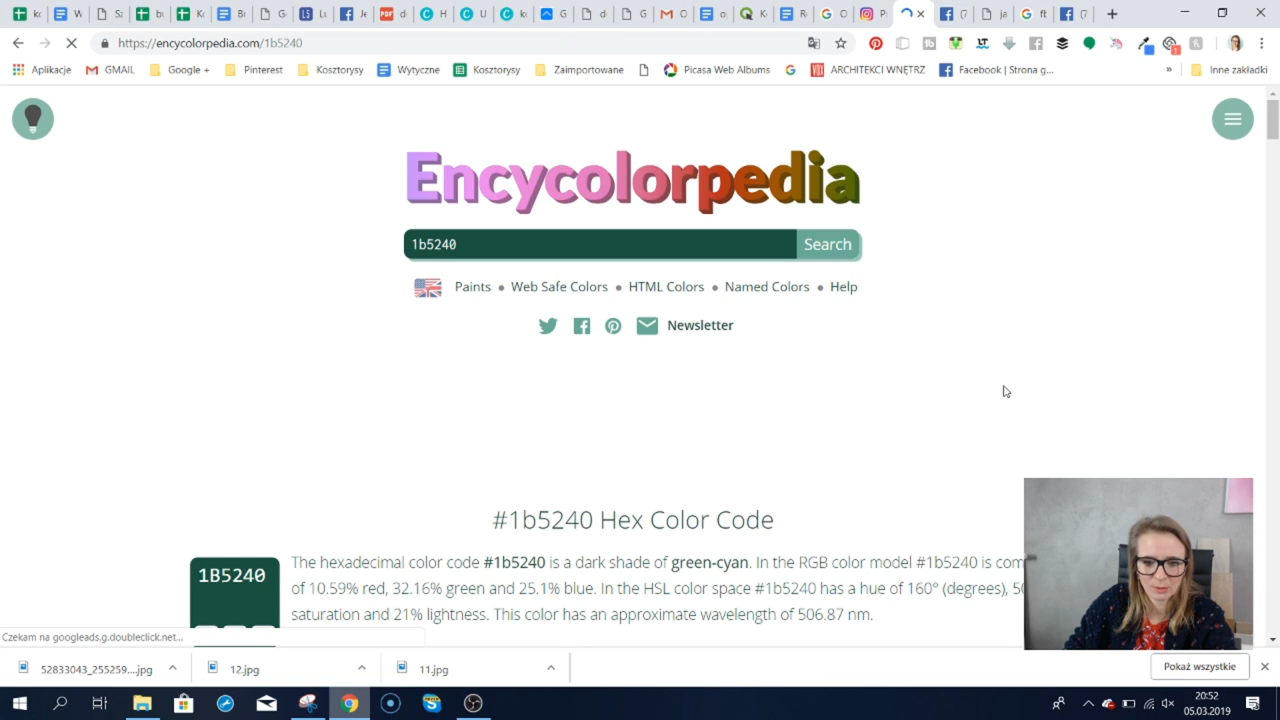 https://encycolorpedia.com/1b5240
Aplikacje GMAIL Google + Pinterest Kosztorysy Wytyczne Kosztorysy Zaimportowane Picasa Web Albums ARCHITEKCI WNĘTRZ Facebook | Strona g... » Inne zakładki
Encycolorpedia
1b5240 Search
Paints • Web Safe Colors • HTML Colors • Named Colors • Help
Newsletter
#1b5240 Hex Color Code
1B5240
The hexadecimal color code #1b5240 is a dark shade of green-cyan. In the RGB color model #1b5240 is com
of 10.59% red, 32.16% green and 25.1% blue. In the HSL color space #1b5240 has a hue of 160° (degrees), 50
saturation and 21% lightness. This color has an approximate wavelength of 506.87 nm.
Czekam na googleads.g.doubleclick.net...
52833043_255259....jpg 12.jpg 11.jpg Pokaż wszystkie
20:52
05.03.2019